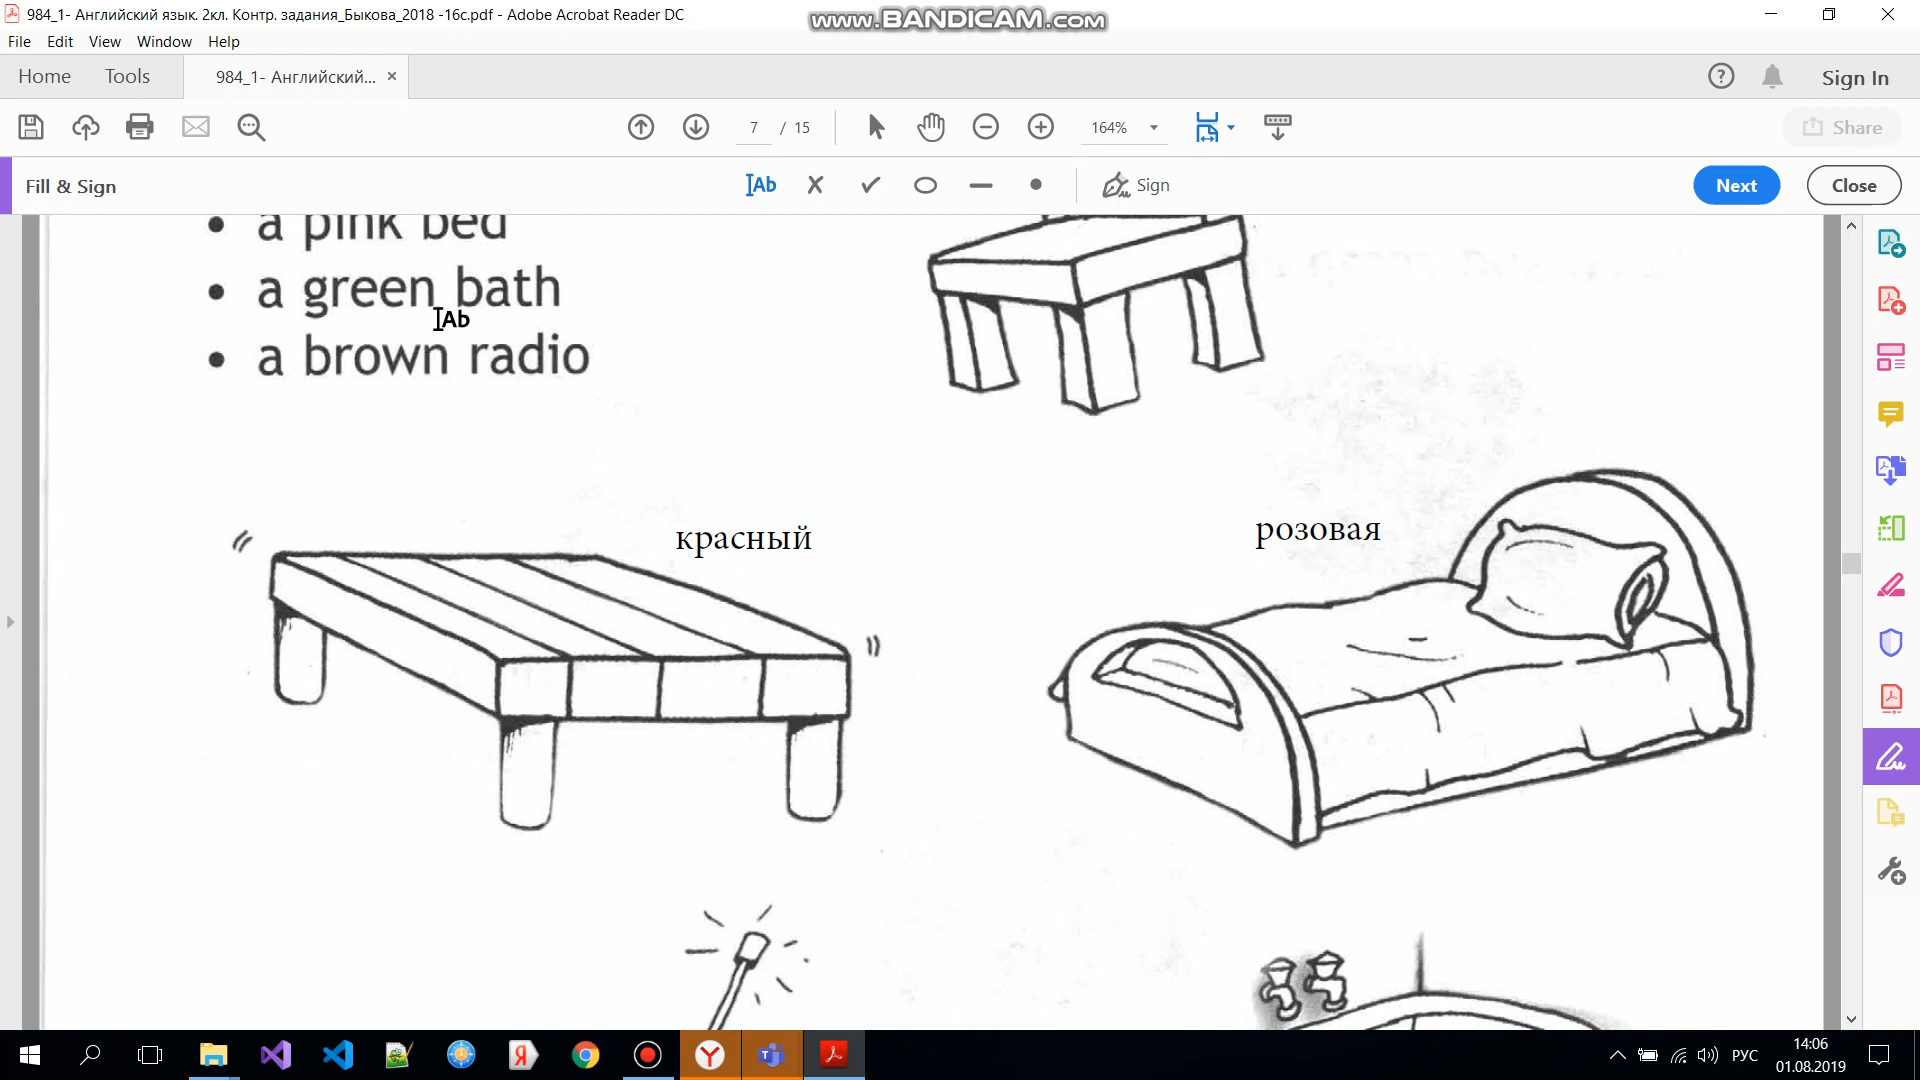 984_1- Английский язык. 2кл. Контр. задания_Быкова_2018 -16с.pdf - Adobe Acrobat Reader DC
www.BANDICAM.com
File Edit View Window Help
Home Tools 984_1- Английский... × Sign In
7 / 15 164% Share
Fill & Sign Ab Sign Next Close
• a pink bed
• a green bath
Ab
• a brown radio
красный
розовая
РУС 14:06
01.08.2019